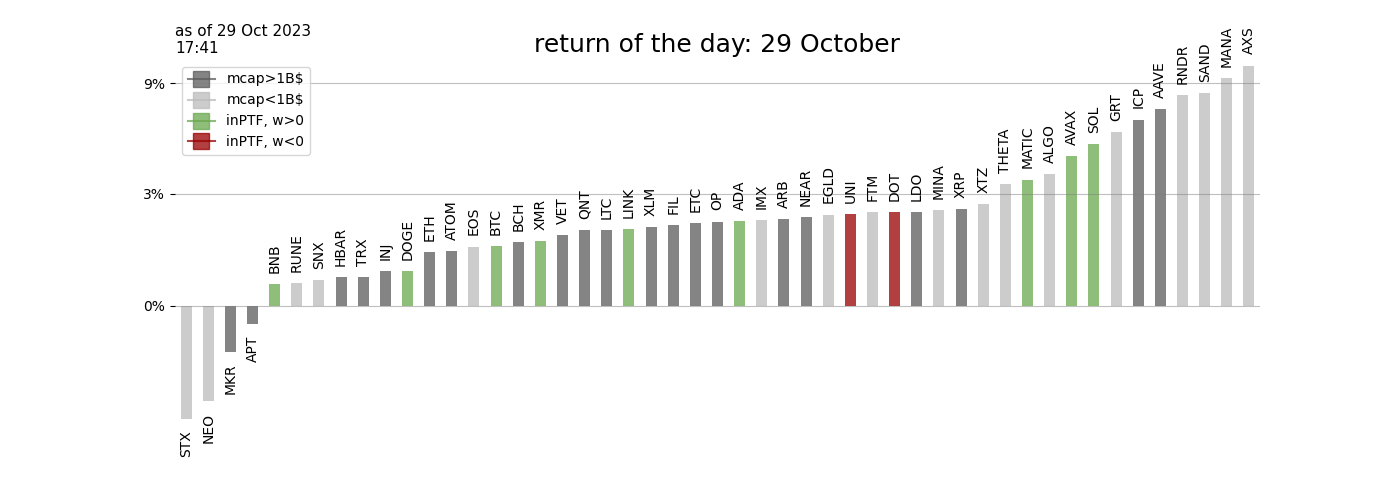 as of 29 Oct 2023
17:41
return of the day: 29 October
mcap>1B$
mcap<1B$
inPTF, w>0
inPTF, w<0
9%
3%
0%
STX
NEO
MKR
APT
BNB
RUNE
SNX
HBAR
TRX
INJ
DOGE
ETH
ATOM
EOS
BTC
BCH
XMR
VET
QNT
LTC
LINK
XLM
FIL
ETC
OP
ADA
IMX
ARB
NEAR
EGLD
UNI
FTM
DOT
LDO
MINA
XRP
XTZ
THETA
MATIC
ALGO
AVAX
SOL
GRT
ICP
AAVE
RNDR
SAND
MANA
AXS